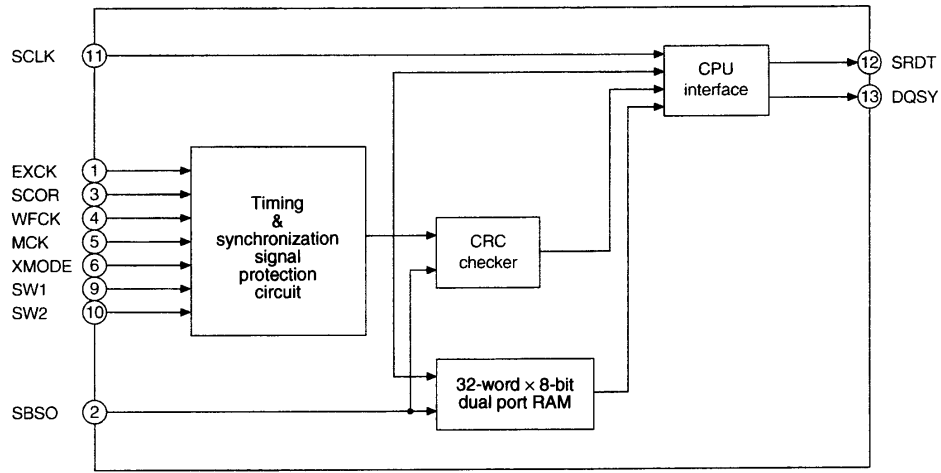 SCLK 11
CPU
interface
12 SRDT
13 DQSY
EXCK 1
SCOR 3
WFCK 4
MCK 5
XMODE 6
SW1 9
SW2 10
Timing
&
synchronization
signal
protection
circuit
CRC
checker
32-word × 8-bit
dual port RAM
SBSO 2